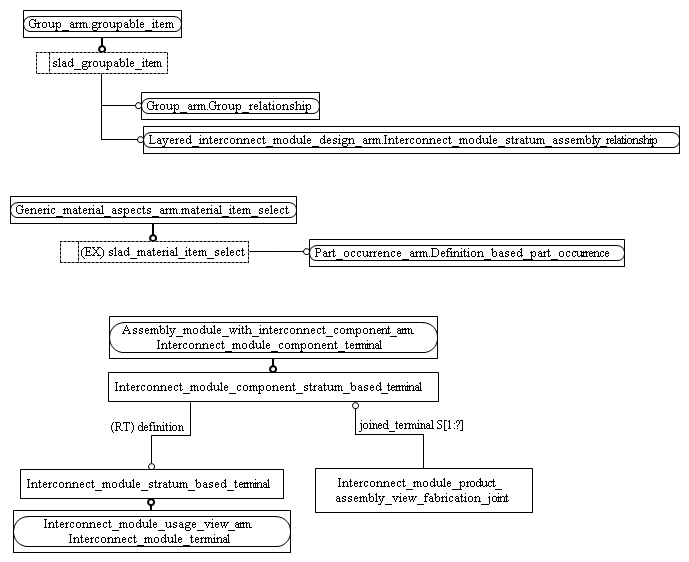 Group_arm.groupable_item
slad_groupable_item
Group_arm.Group_relationship
Layered_interconnect_module_design_arm.Interconnect_module_stratum_assembly_relationship
Generic_material_aspects_arm.material_item_select
(EX) slad_material_item_select
Part_occurrence_arm.Definition_based_part_occurrence
Assembly_module_with_interconnect_component_arm.
Interconnect_module_component_terminal
Interconnect_module_component_stratum_based_terminal
(RT) definition
joined_terminal S[1:?]
Interconnect_module_stratum_based_terminal
Interconnect_module_product_
assembly_view_fabrication_joint
Interconnect_module_usage_view_arm.
Interconnect_module_terminal